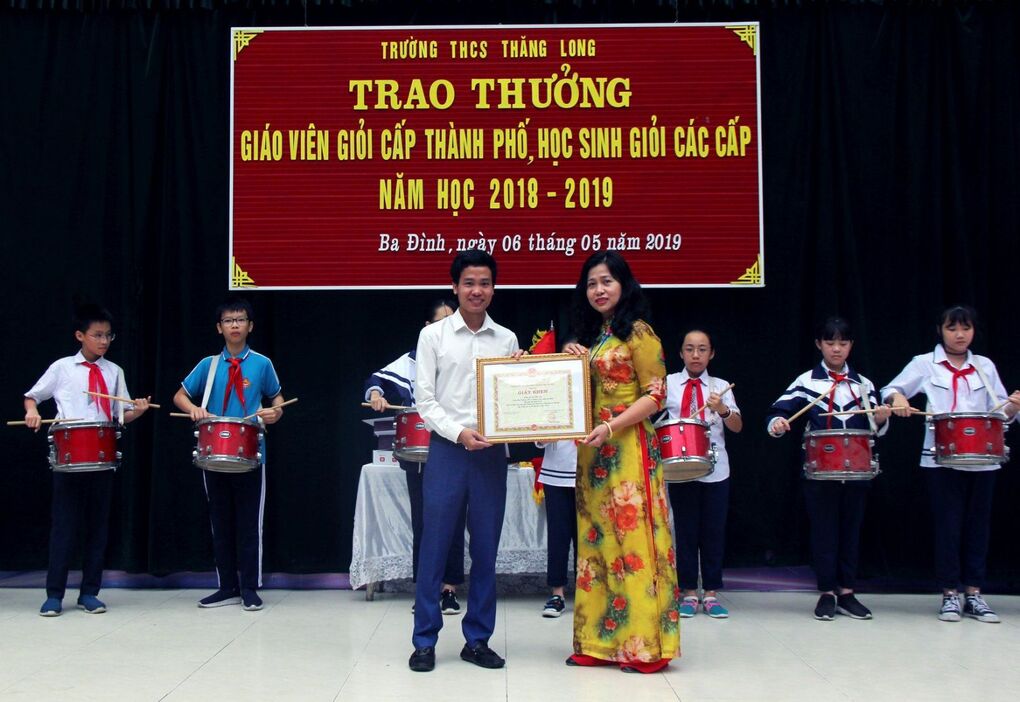 TRƯỜNG THCS THĂNG LONG
TRAO THƯỞNG
GIÁO VIÊN GIỎI CẤP THÀNH PHỐ, HỌC SINH GIỎI CÁC CẤP
NĂM HỌC 2018 - 2019
Ba Đình, ngày 06 tháng 05 năm 2019
GIẤY KHEN